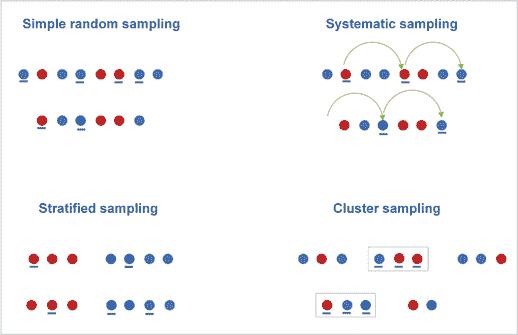 Simple random sampling
Systematic sampling
Stratified sampling
Cluster sampling